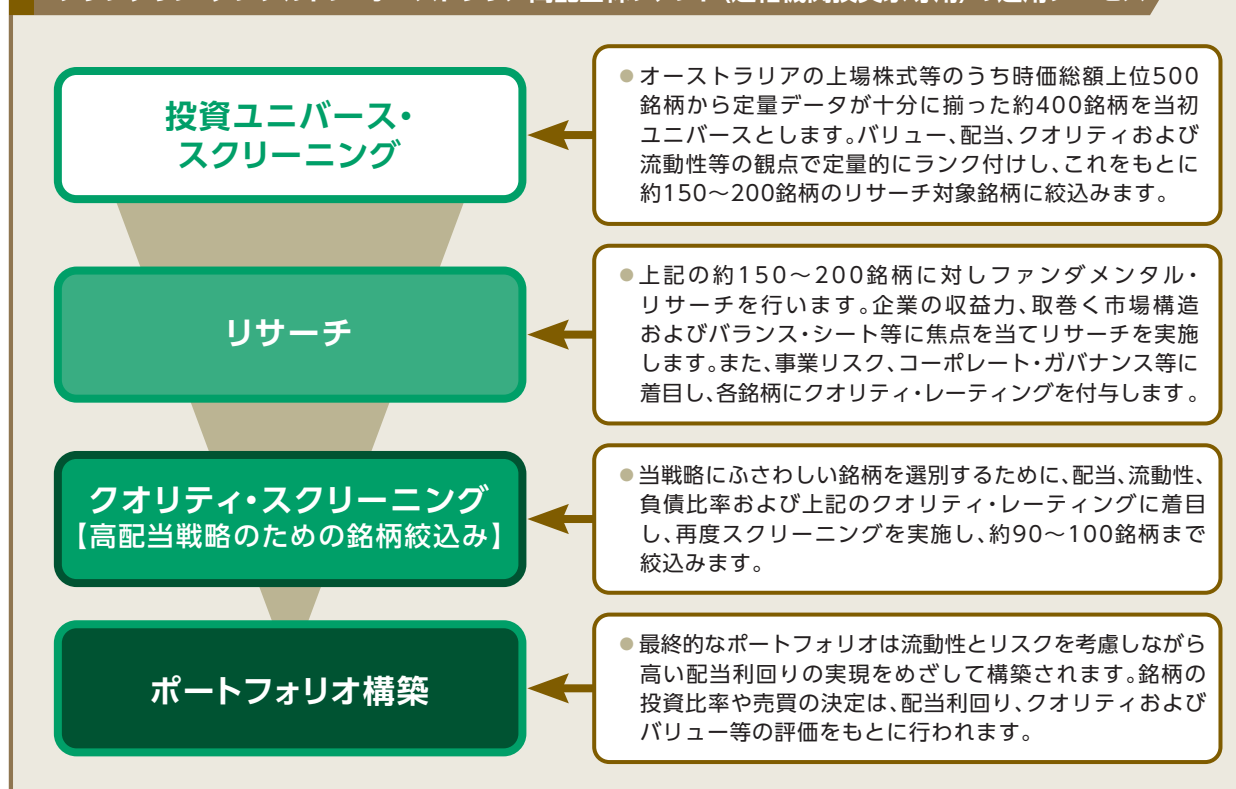 投資ユニバース・
スクリーニング
●オーストラリアの上場株式等のうち時価総額上位500
銘柄から定量データが十分に揃った約400銘柄を当初
ユニバースとします。バリュー、配当、クオリティおよび
流動性等の観点で定量的にランク付けし、これをもとに
約150～200銘柄のリサーチ対象銘柄に絞込みます。
リサーチ
●上記の約150～200銘柄に対しファンダメンタル・
リサーチを行います。企業の収益力、取巻く市場構造
およびバランス・シート等に焦点を当てリサーチを実施
します。また、事業リスク、コーポレート・ガバナンス等に
着目し、各銘柄にクオリティ・レーティングを付与します。
クオリティ・スクリーニング
【高配当戦略のための銘柄絞込み】
●当戦略にふさわしい銘柄を選別するために、配当、流動性、
負債比率および上記のクオリティ・レーティングに着目
し、再度スクリーニングを実施し、約90～100銘柄まで
絞込みます。
ポートフォリオ構築
●最終的なポートフォリオは流動性とリスクを考慮しながら
高い配当利回りの実現をめざして構築されます。銘柄の
投資比率や売買の決定は、配当利回り、クオリティおよび
バリュー等の評価をもとに行われます。